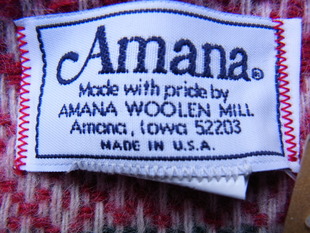 Amana®
Made with pride by
AMANA WOOLEN MILL
Amana, Iowa 52203
MADE IN U.S.A.